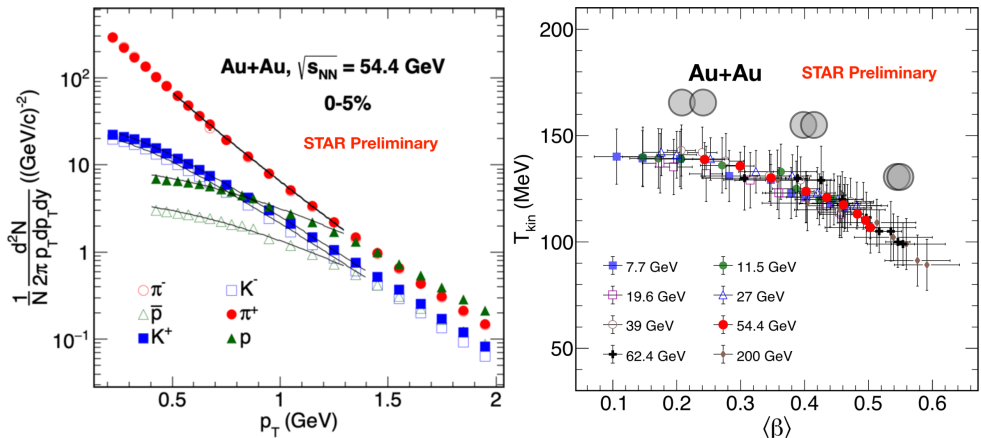 Au+Au, √s_NN = 54.4 GeV
0-5%
STAR Preliminary
10²
10
1
10⁻¹
1/N d²N/2π p_T dp_T dy ((GeV/c)⁻²)
π⁻
K⁻
p̄
π⁺
K⁺
p
0.5
1
1.5
2
p_T (GeV)
Au+Au
STAR Preliminary
200
150
100
50
T_kin (MeV)
7.7 GeV
11.5 GeV
19.6 GeV
27 GeV
39 GeV
54.4 GeV
62.4 GeV
200 GeV
0.1
0.2
0.3
0.4
0.5
0.6
⟨β⟩